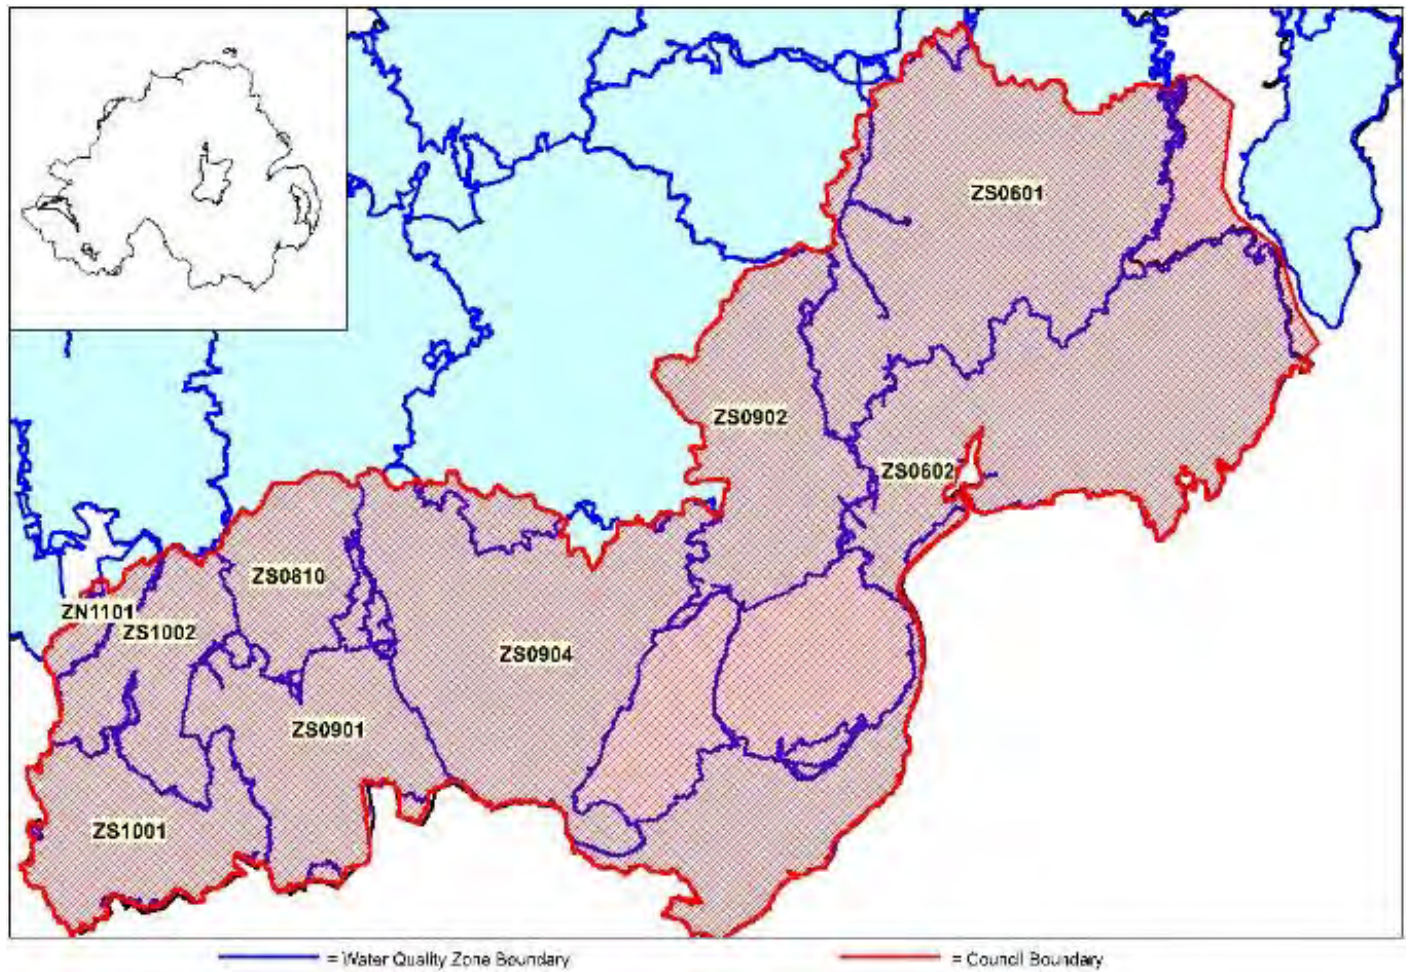 ZS0601
ZS0902
ZS0602
ZS0810
ZN1101
ZS1002
ZS0904
ZS0901
ZS1001
= Water Quality Zone Boundary
= Council Boundary